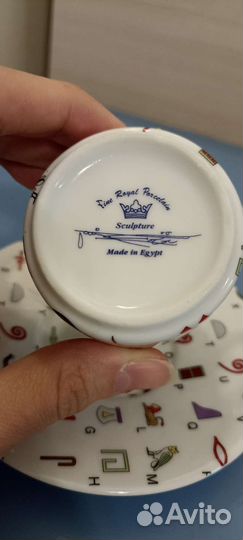 Fine Royal Porcelain
Sculpture
Made in Egypt
P
F
G
H
L
M
Avito